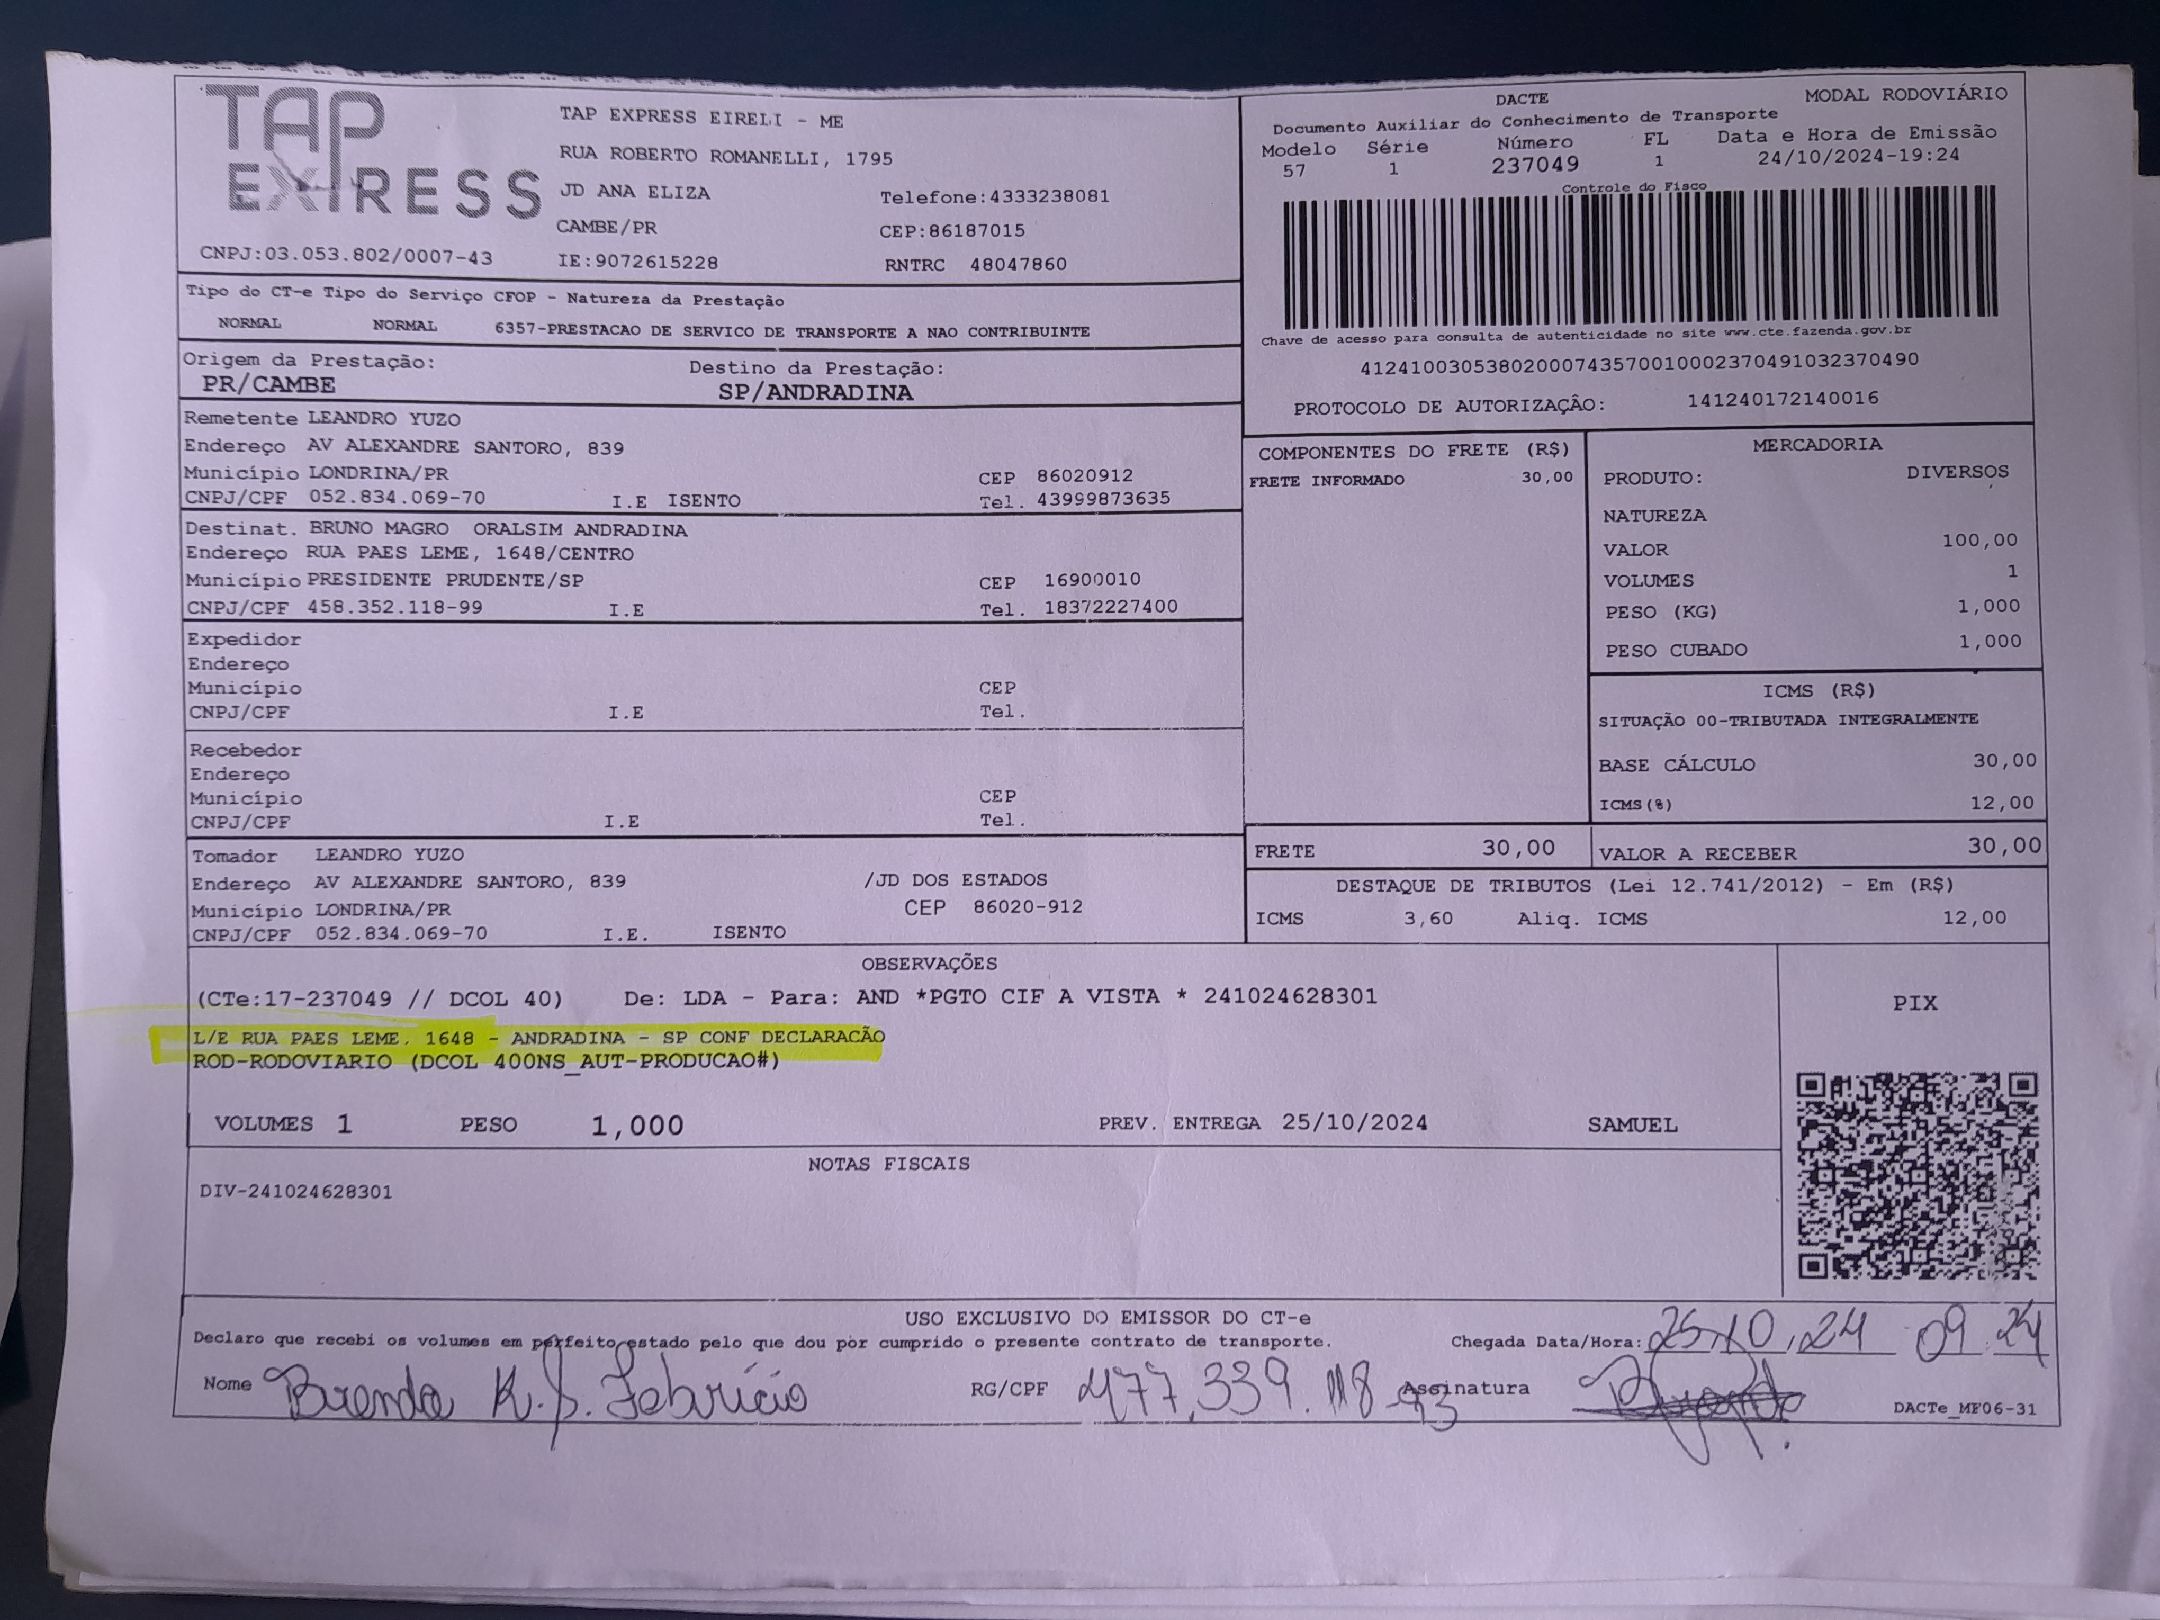 TAP
EXPRESS
TAP EXPRESS EIRELI - ME
RUA ROBERTO ROMANELLI, 1795
JD ANA ELIZA Telefone:4333238081
CAMBE/PR CEP:86187015
CNPJ:03.053.802/0007-43 IE:9072615228 RNTRC 48047860
DACTE MODAL RODOVIÁRIO
Documento Auxiliar do Conhecimento de Transporte
Modelo Série Número FL Data e Hora de Emissão
57 1 237049 1 24/10/2024-19:24
Controle do Fisco
Chave de acesso para consulta de autenticidade no site www.cte.fazenda.gov.br
41241003053802000743570010002370491032370490
PROTOCOLO DE AUTORIZAÇÃO: 141240172140016
Tipo do CT-e Tipo do Serviço CFOP - Natureza da Prestação
NORMAL NORMAL 6357-PRESTACAO DE SERVICO DE TRANSPORTE A NAO CONTRIBUINTE
Origem da Prestação: Destino da Prestação:
PR/CAMBE SP/ANDRADINA
Remetente LEANDRO YUZO
Endereço AV ALEXANDRE SANTORO, 839
Município LONDRINA/PR CEP 86020912
CNPJ/CPF 052.834.069-70 I.E ISENTO Tel. 43999873635
Destinat. BRUNO MAGRO ORALSIM ANDRADINA
Endereço RUA PAES LEME, 1648/CENTRO
Município PRESIDENTE PRUDENTE/SP CEP 16900010
CNPJ/CPF 458.352.118-99 I.E Tel. 18372227400
Expedidor
Endereço
Município CEP
CNPJ/CPF I.E Tel.
Recebedor
Endereço
Município CEP
CNPJ/CPF I.E Tel.
Tomador LEANDRO YUZO
Endereço AV ALEXANDRE SANTORO, 839 /JD DOS ESTADOS
Município LONDRINA/PR CEP 86020-912
CNPJ/CPF 052.834.069-70 I.E. ISENTO
COMPONENTES DO FRETE (R$)
FRETE INFORMADO 30,00
MERCADORIA
PRODUTO: DIVERSOS
NATUREZA
VALOR 100,00
VOLUMES 1
PESO (KG) 1,000
PESO CUBADO 1,000
ICMS (R$)
SITUAÇÃO 00-TRIBUTADA INTEGRALMENTE
BASE CÁLCULO 30,00
ICMS(%) 12,00
FRETE 30,00 VALOR A RECEBER 30,00
DESTAQUE DE TRIBUTOS (Lei 12.741/2012) - Em (R$)
ICMS 3,60 Aliq. ICMS 12,00
OBSERVAÇÕES
(CTe:17-237049 // DCOL 40) De: LDA - Para: AND *PGTO CIF A VISTA * 241024628301
L/E RUA PAES LEME, 1648 - ANDRADINA - SP CONF DECLARACÃO
ROD-RODOVIARIO (DCOL 400NS_AUT-PRODUCAO#)
VOLUMES 1 PESO 1,000 PREV. ENTREGA 25/10/2024 SAMUEL
PIX
NOTAS FISCAIS
DIV-241024628301
USO EXCLUSIVO DO EMISSOR DO CT-e
Declaro que recebi os volumes em perfeito estado pelo que dou por cumprido o presente contrato de transporte. Chegada Data/Hora: 25,10,24 09 24
Nome Brenda K.S. Fabrício RG/CPF 477,339.118-93 Assinatura
DACTe_MF06-31